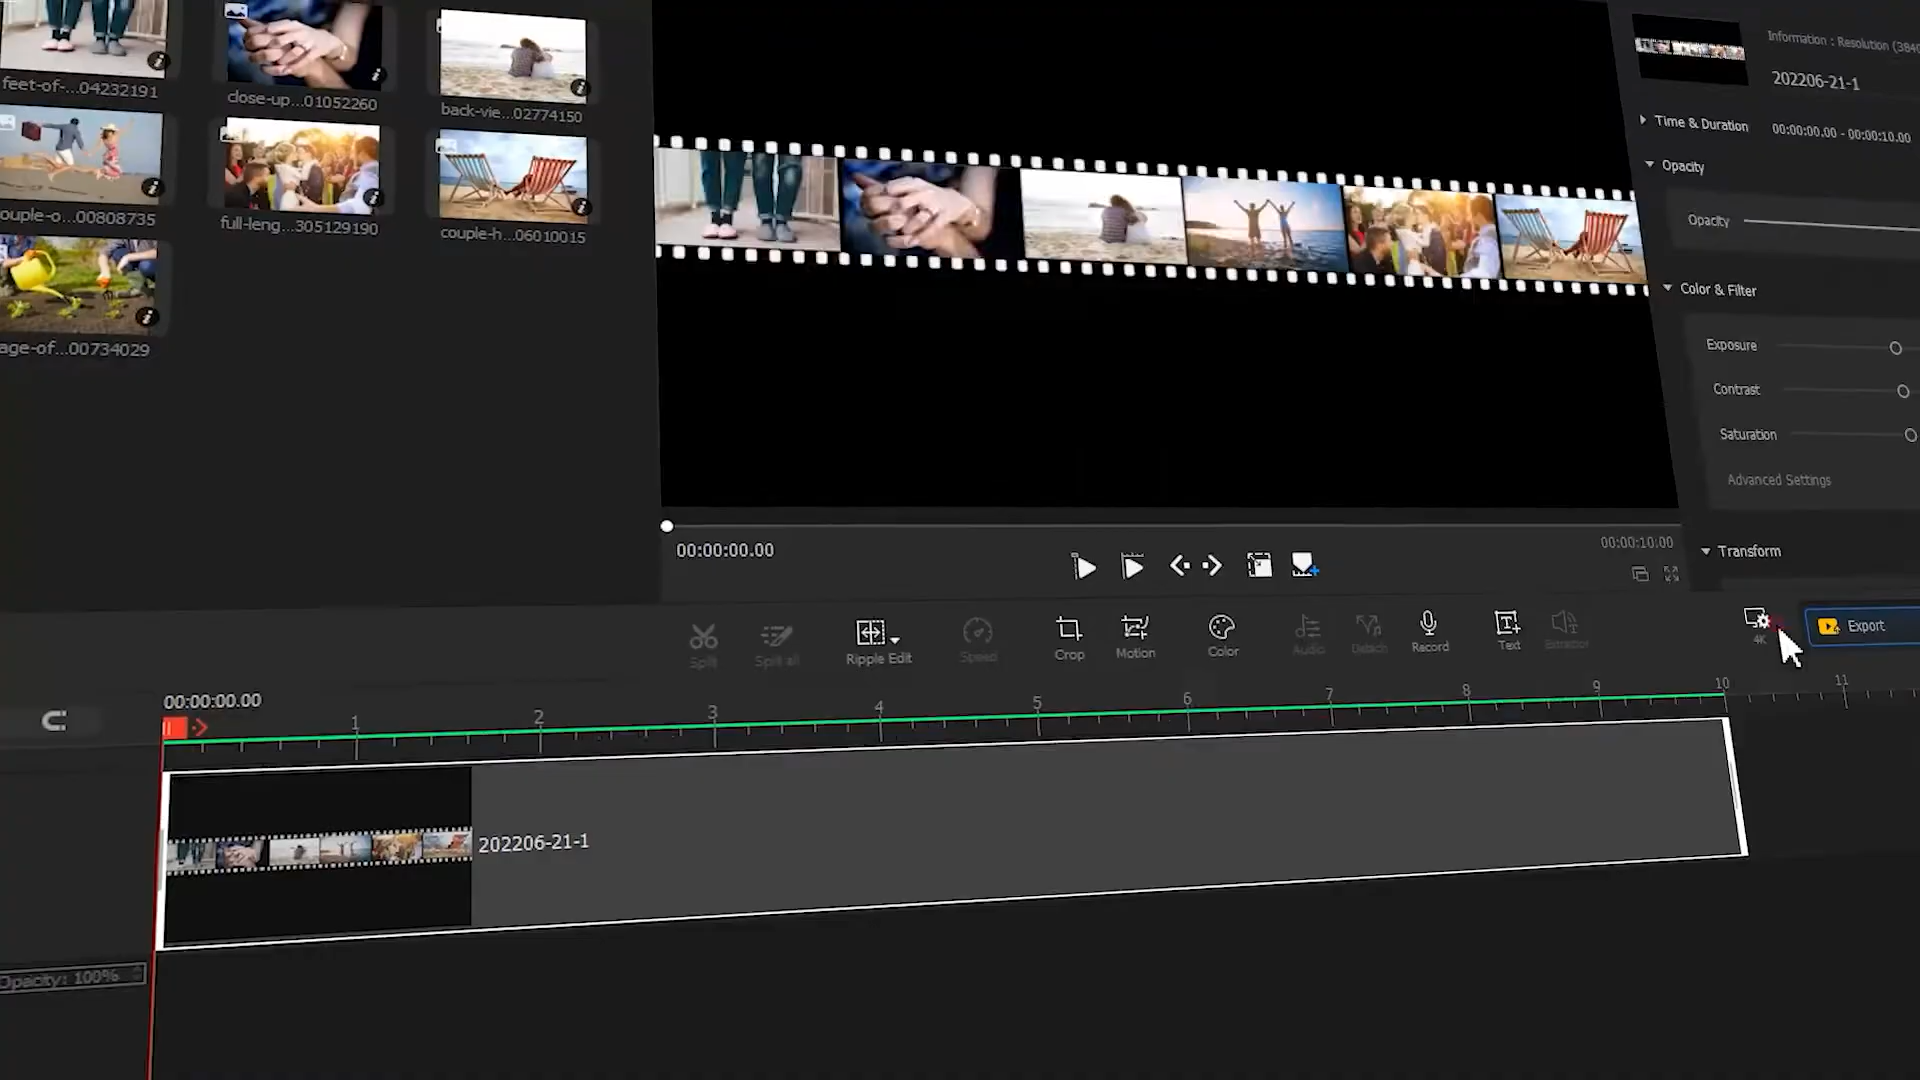 feet-of-...04232191
close-up...01052260
back-vie...02774150
ouple-o...00808735
full-leng...305129190
couple-h...06010015
age-of...00734029
Information : Resolution (3840
202206-21-1
Time & Duration
00:00:00.00 - 00:00:10.00
Opacity
Opacity
Color & Filter
Exposure
Contrast
Saturation
Advanced Settings
Transform
00:00:00.00
00:00:10.00
Split
Split all
Ripple Edit
Speed
Crop
Motion
Color
Audio
Detach
Record
Text
4K
Export
00:00:00.00
1 2 3 4 5 6 7 8 9 10 11
202206-21-1
Opacity: 100%